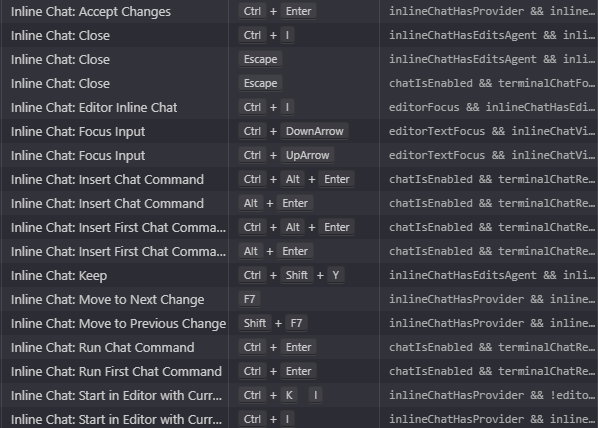 Inline Chat: Accept Changes Ctrl + Enter inlineChatHasProvider && inline...
Inline Chat: Close Ctrl + I inlineChatHasEditsAgent && inli...
Inline Chat: Close Escape inlineChatHasEditsAgent && inli...
Inline Chat: Close Escape chatIsEnabled && terminalChatFo...
Inline Chat: Editor Inline Chat Ctrl + I editorFocus && inlineChatHasEdi...
Inline Chat: Focus Input Ctrl + DownArrow editorTextFocus && inlineChatVi...
Inline Chat: Focus Input Ctrl + UpArrow editorTextFocus && inlineChatVi...
Inline Chat: Insert Chat Command Ctrl + Alt + Enter chatIsEnabled && terminalChatRe...
Inline Chat: Insert Chat Command Alt + Enter chatIsEnabled && terminalChatRe...
Inline Chat: Insert First Chat Comma... Ctrl + Alt + Enter chatIsEnabled && terminalChatRe...
Inline Chat: Insert First Chat Comma... Alt + Enter chatIsEnabled && terminalChatRe...
Inline Chat: Keep Ctrl + Shift + Y inlineChatHasEditsAgent && inli...
Inline Chat: Move to Next Change F7 inlineChatHasProvider && inline...
Inline Chat: Move to Previous Change Shift + F7 inlineChatHasProvider && inline...
Inline Chat: Run Chat Command Ctrl + Enter chatIsEnabled && terminalChatRe...
Inline Chat: Run First Chat Command Ctrl + Enter chatIsEnabled && terminalChatRe...
Inline Chat: Start in Editor with Curr... Ctrl + K I inlineChatHasProvider && !edito...
Inline Chat: Start in Editor with Curr... Ctrl + I inlineChatHasProvider && inline...